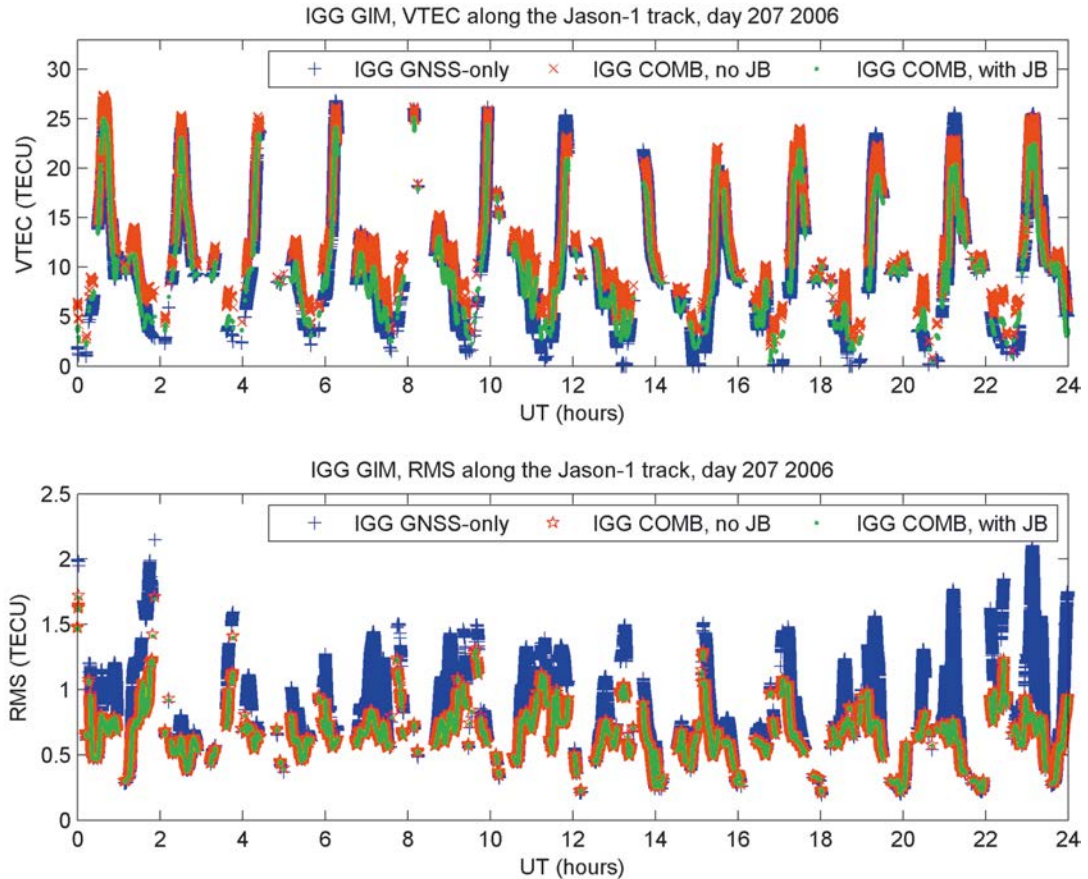 IGG GIM, VTEC along the Jason-1 track, day 207 2006
IGG GNSS-only IGG COMB, no JB IGG COMB, with JB
VTEC (TECU)
30
25
20
15
10
5
0
0 2 4 6 8 10 12 14 16 18 20 22 24
UT (hours)
IGG GIM, RMS along the Jason-1 track, day 207 2006
IGG GNSS-only IGG COMB, no JB IGG COMB, with JB
RMS (TECU)
2.5
2
1.5
1
0.5
0
0 2 4 6 8 10 12 14 16 18 20 22 24
UT (hours)